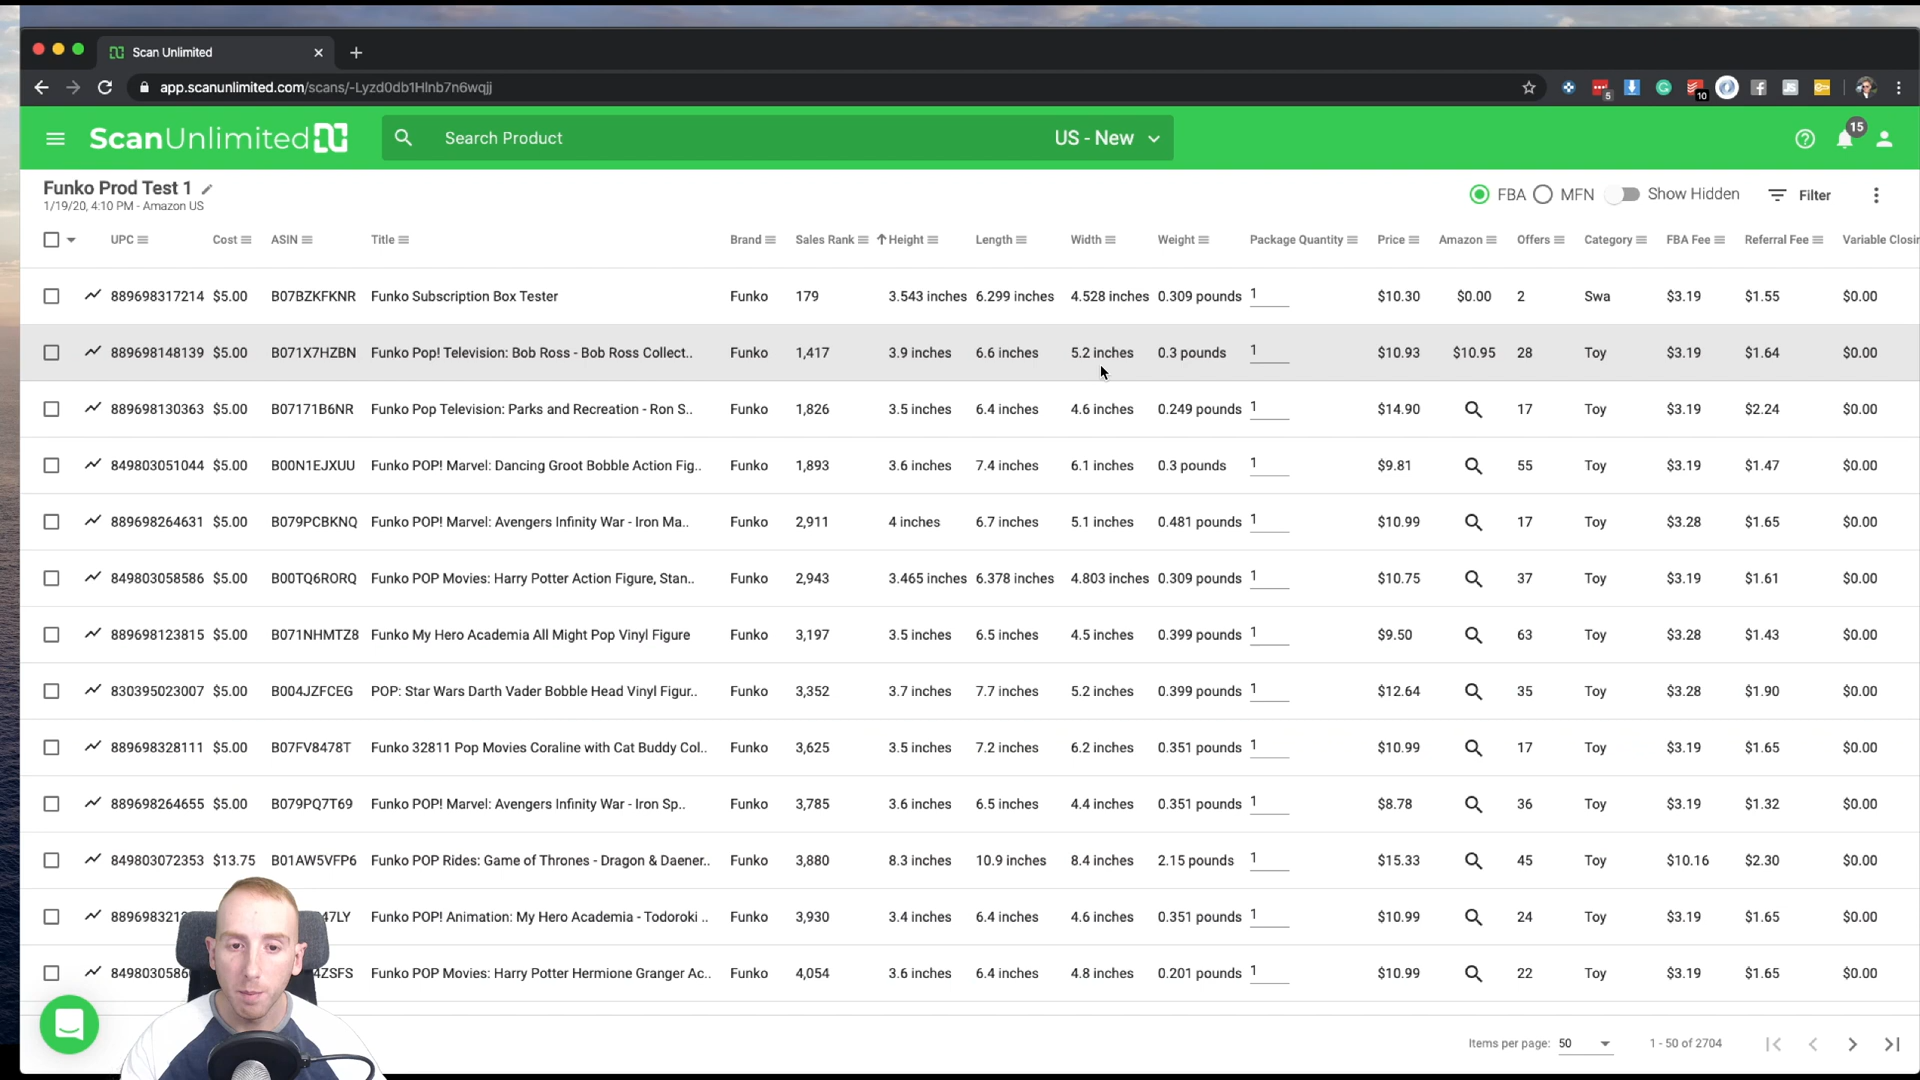 Scan Unlimited
app.scanunlimited.com/scans/-Lyzd0db1Hlnb7n6wqjj
5
10
ScanUnlimited
Search Product
US - New
15
Funko Prod Test 1
1/19/20, 4:10 PM - Amazon US
FBA MFN Show Hidden Filter
UPC Cost ASIN Title Brand Sales Rank Height Length Width Weight Package Quantity Price Amazon Offers Category FBA Fee Referral Fee Variable Closin
889698317214 $5.00 B07BZKFKNR Funko Subscription Box Tester Funko 179 3.543 inches 6.299 inches 4.528 inches 0.309 pounds 1 $10.30 $0.00 2 Swa $3.19 $1.55 $0.00
889698148139 $5.00 B071X7HZBN Funko Pop! Television: Bob Ross - Bob Ross Collect.. Funko 1,417 3.9 inches 6.6 inches 5.2 inches 0.3 pounds 1 $10.93 $10.95 28 Toy $3.19 $1.64 $0.00
889698130363 $5.00 B07171B6NR Funko Pop Television: Parks and Recreation - Ron S.. Funko 1,826 3.5 inches 6.4 inches 4.6 inches 0.249 pounds 1 $14.90 17 Toy $3.19 $2.24 $0.00
849803051044 $5.00 B00N1EJXUU Funko POP! Marvel: Dancing Groot Bobble Action Fig.. Funko 1,893 3.6 inches 7.4 inches 6.1 inches 0.3 pounds 1 $9.81 55 Toy $3.19 $1.47 $0.00
889698264631 $5.00 B079PCBKNQ Funko POP! Marvel: Avengers Infinity War - Iron Ma.. Funko 2,911 4 inches 6.7 inches 5.1 inches 0.481 pounds 1 $10.99 17 Toy $3.28 $1.65 $0.00
849803058586 $5.00 B00TQ6RORQ Funko POP Movies: Harry Potter Action Figure, Stan.. Funko 2,943 3.465 inches 6.378 inches 4.803 inches 0.309 pounds 1 $10.75 37 Toy $3.19 $1.61 $0.00
889698123815 $5.00 B071NHMTZ8 Funko My Hero Academia All Might Pop Vinyl Figure Funko 3,197 3.5 inches 6.5 inches 4.5 inches 0.399 pounds 1 $9.50 63 Toy $3.28 $1.43 $0.00
830395023007 $5.00 B004JZFCEG POP: Star Wars Darth Vader Bobble Head Vinyl Figur.. Funko 3,352 3.7 inches 7.7 inches 5.2 inches 0.399 pounds 1 $12.64 35 Toy $3.28 $1.90 $0.00
889698328111 $5.00 B07FV8478T Funko 32811 Pop Movies Coraline with Cat Buddy Col.. Funko 3,625 3.5 inches 7.2 inches 6.2 inches 0.351 pounds 1 $10.99 17 Toy $3.19 $1.65 $0.00
889698264655 $5.00 B079PQ7T69 Funko POP! Marvel: Avengers Infinity War - Iron Sp.. Funko 3,785 3.6 inches 6.5 inches 4.4 inches 0.351 pounds 1 $8.78 36 Toy $3.19 $1.32 $0.00
849803072353 $13.75 B01AW5VFP6 Funko POP Rides: Game of Thrones - Dragon & Daener.. Funko 3,880 8.3 inches 10.9 inches 8.4 inches 2.15 pounds 1 $15.33 45 Toy $10.16 $2.30 $0.00
88969832 47LY Funko POP! Animation: My Hero Academia - Todoroki .. Funko 3,930 3.4 inches 6.4 inches 4.6 inches 0.351 pounds 1 $10.99 24 Toy $3.19 $1.65 $0.00
8498030586 4ZSFS Funko POP Movies: Harry Potter Hermione Granger Ac.. Funko 4,054 3.6 inches 6.4 inches 4.8 inches 0.201 pounds 1 $10.99 22 Toy $3.19 $1.65 $0.00
Items per page: 50 1 - 50 of 2704